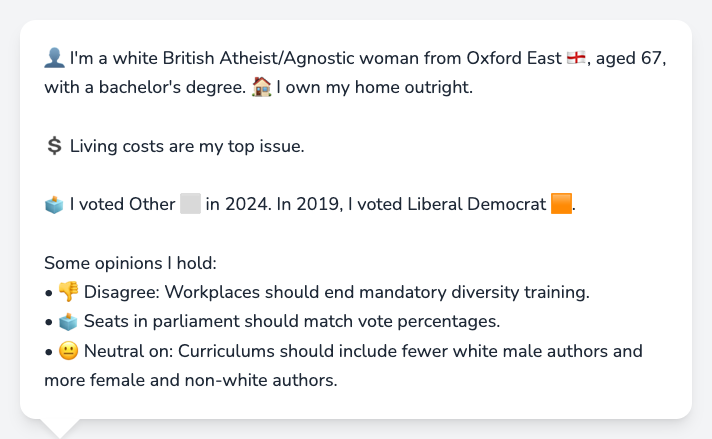 👤 I'm a white British Atheist/Agnostic woman from Oxford East 🏴󠁧󠁢󠁥󠁮󠁧󠁿, aged 67,
with a bachelor's degree. 🏠 I own my home outright.
💲 Living costs are my top issue.
🗳️ I voted Other ⬜ in 2024. In 2019, I voted Liberal Democrat 🟧.
Some opinions I hold:
• 👎 Disagree: Workplaces should end mandatory diversity training.
• 🗳️ Seats in parliament should match vote percentages.
• 😐 Neutral on: Curriculums should include fewer white male authors and
more female and non-white authors.